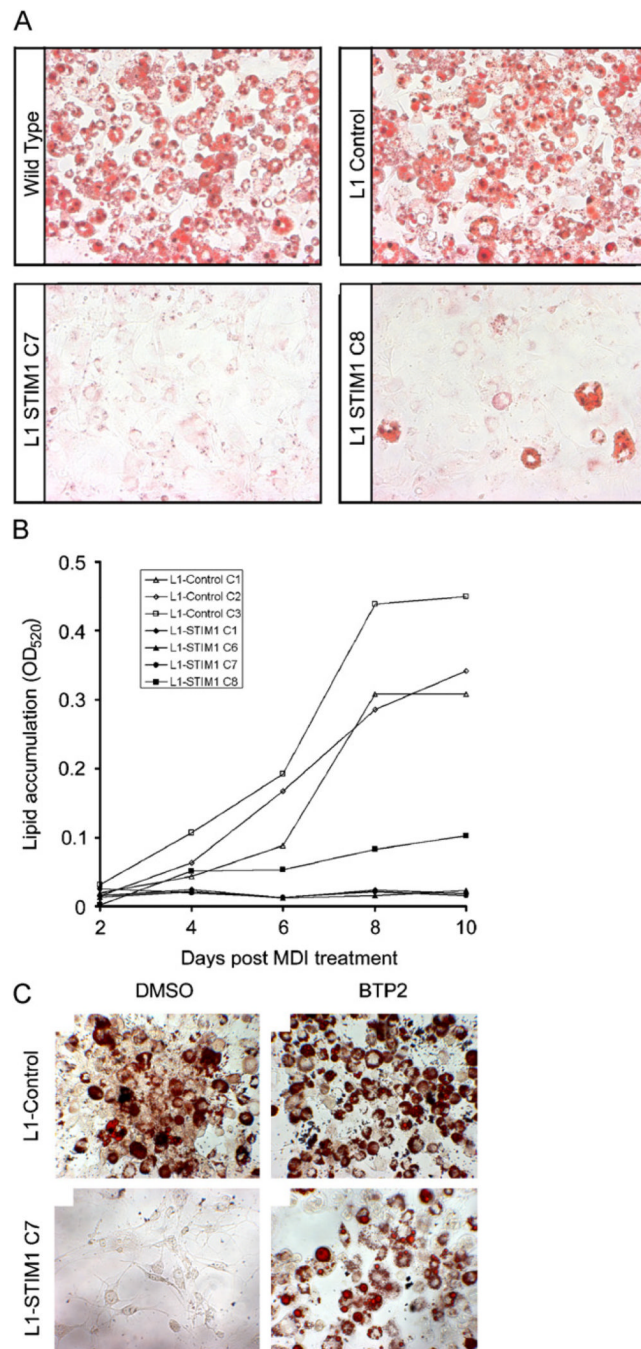 A
Wild Type
L1 Control
L1 STIM1 C7
L1 STIM1 C8
B
0.5
0.4
0.3
0.2
0.1
0
Lipid accumulation (OD520)
L1-Control C1
L1-Control C2
L1-Control C3
L1-STIM1 C1
L1-STIM1 C6
L1-STIM1 C7
L1-STIM1 C8
2 4 6 8 10
Days post MDI treatment
C
DMSO BTP2
L1-Control
L1-STIM1 C7